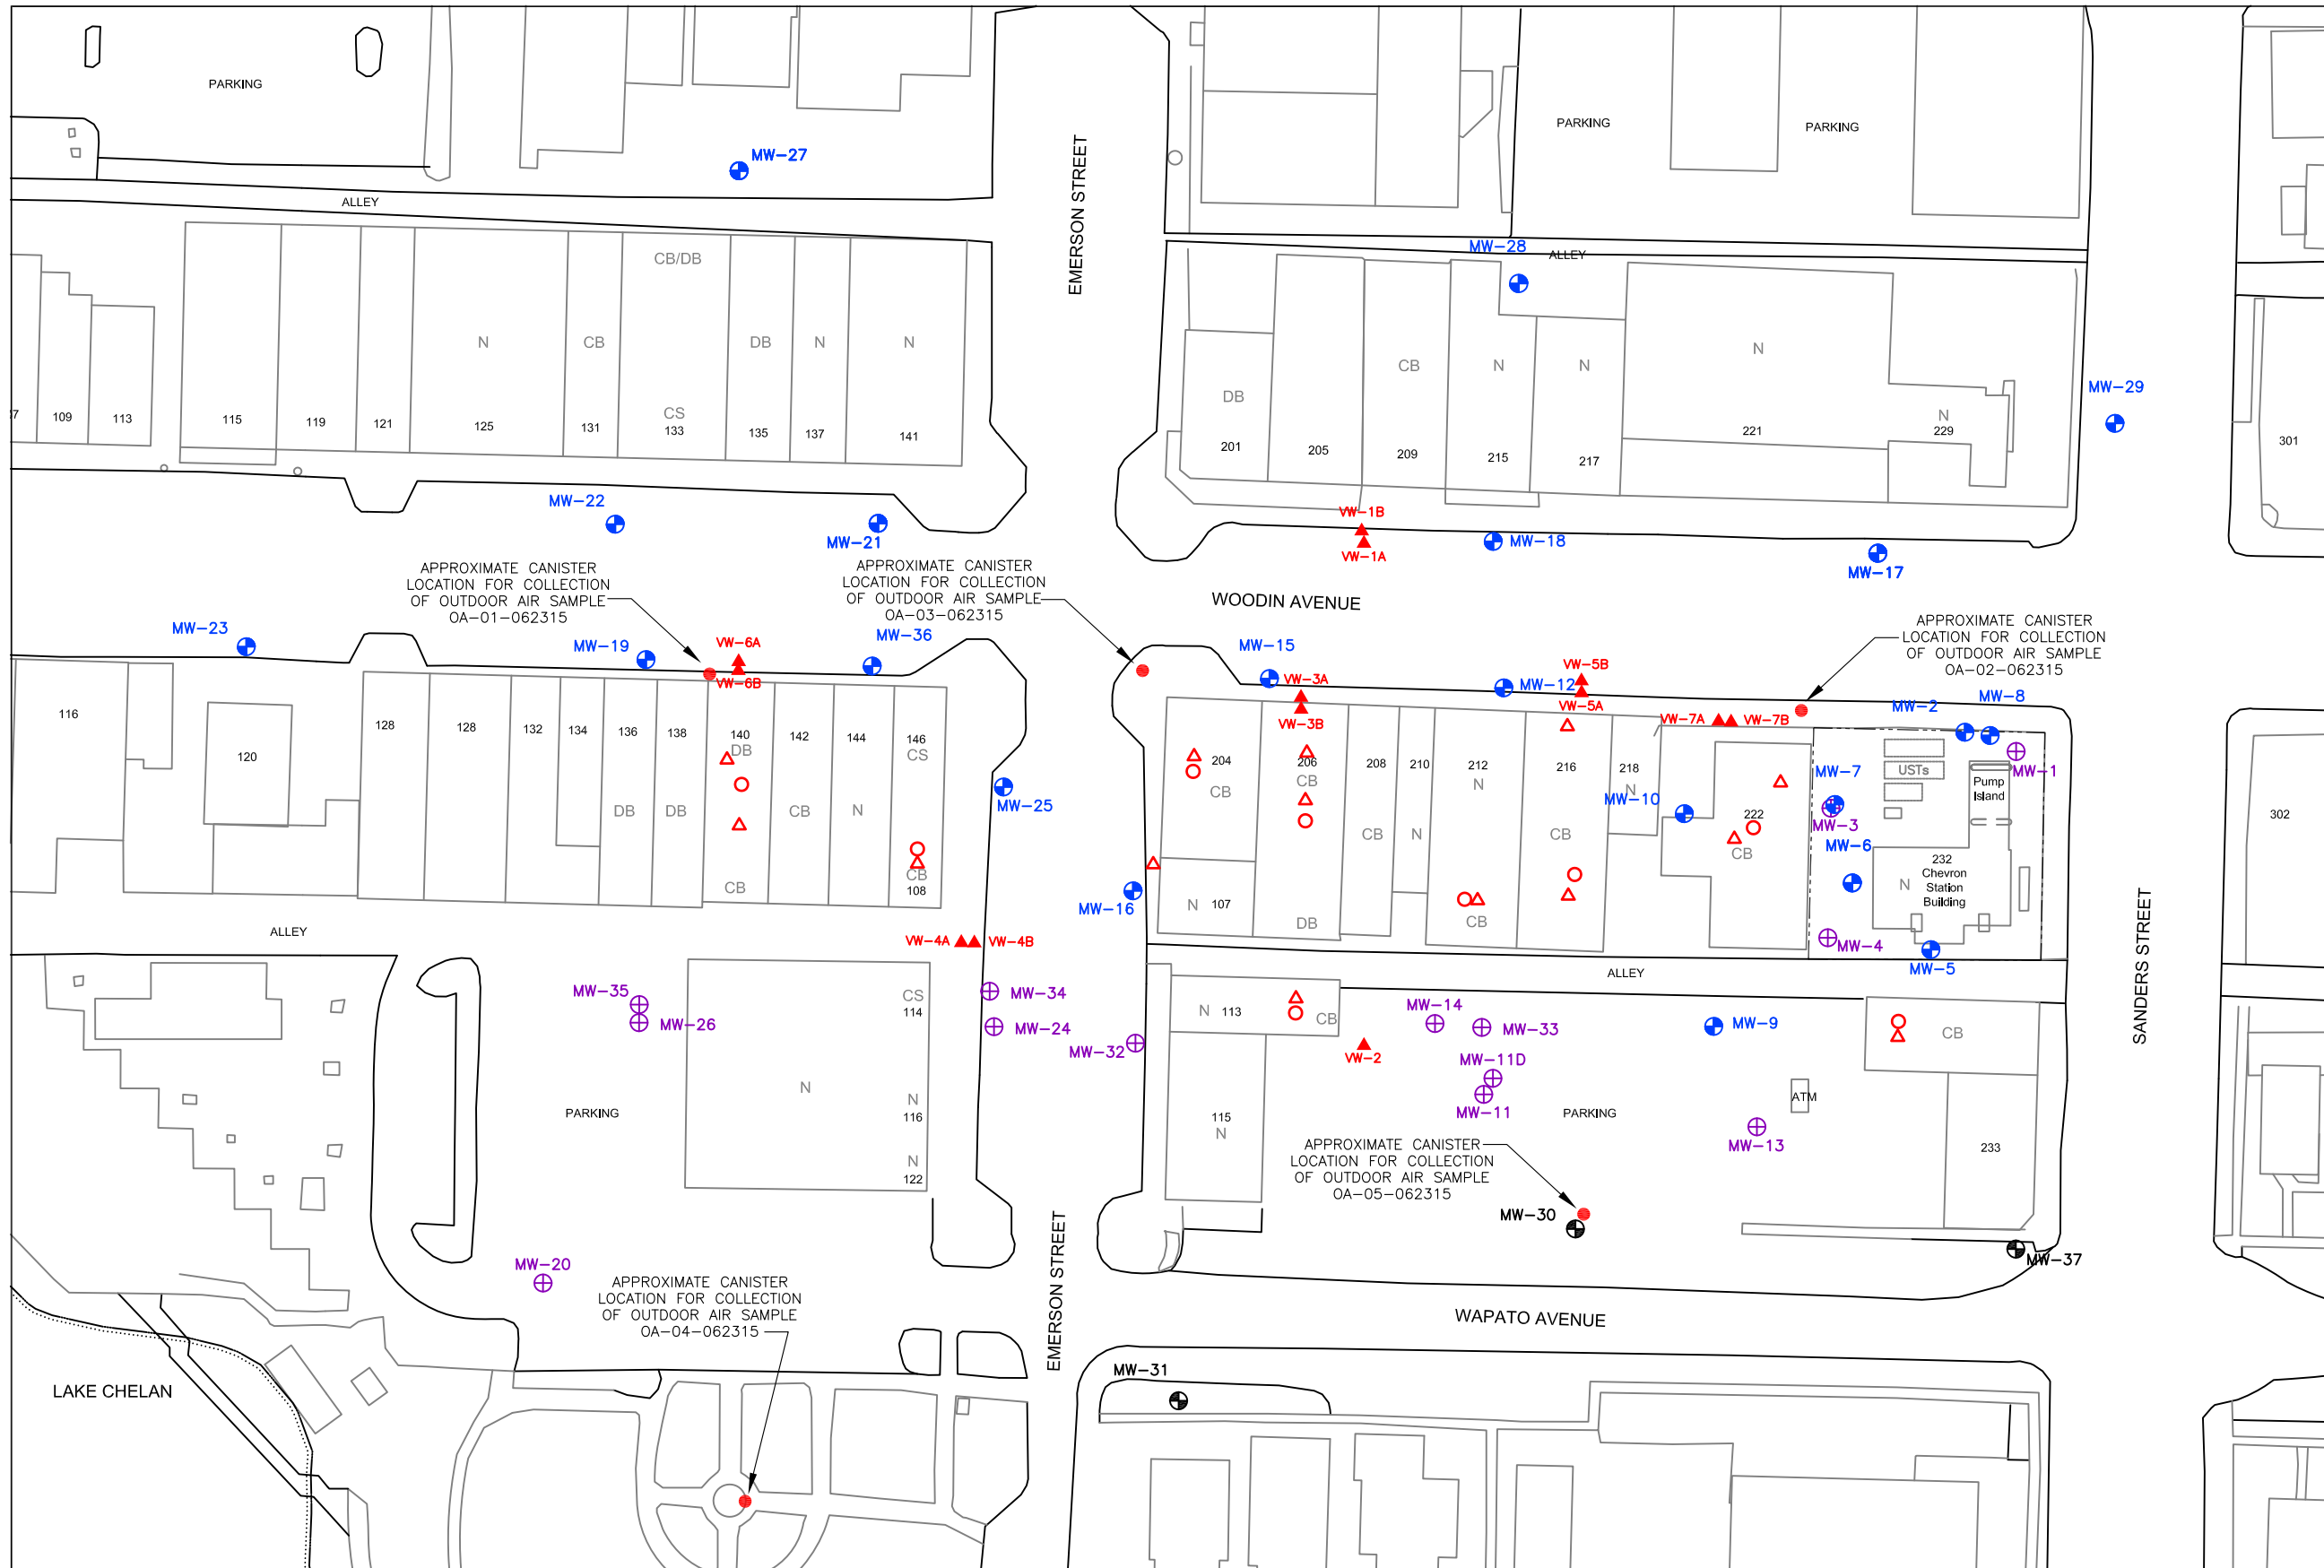 PARKING
MW-27
ALLEY
EMERSON STREET
PARKING
PARKING
MW-28
ALLEY
CB/DB
N
CB
DB
N
N
CS
7
109
113
115
119
121
125
131
133
135
137
141
DB
CB
N
N
N
N
201
205
209
215
217
221
229
MW-29
301
MW-22
MW-21
VW-1B
VW-1A
MW-18
MW-17
APPROXIMATE CANISTER
LOCATION FOR COLLECTION
OF OUTDOOR AIR SAMPLE
OA-01-062315
APPROXIMATE CANISTER
LOCATION FOR COLLECTION
OF OUTDOOR AIR SAMPLE
OA-03-062315
WOODIN AVENUE
APPROXIMATE CANISTER
LOCATION FOR COLLECTION
OF OUTDOOR AIR SAMPLE
OA-02-062315
MW-23
MW-19
VW-6A
VW-6B
MW-36
MW-15
VW-3A
VW-3B
MW-12
VW-5B
VW-5A
VW-7A
VW-7B
MW-2
MW-8
MW-1
116
120
128
128
132
134
136
138
140
DB
142
144
146
CS
DB
DB
CB
N
CB
CB
108
MW-25
204
CB
206
CB
208
210
212
N
216
218
N
MW-10
222
CB
MW-7
MW-3
MW-6
USTs
Pump
Island
232
Chevron
Station
Building
N
302
CB
N
CB
CB
DB
N
107
MW-16
MW-4
MW-5
SANDERS STREET
ALLEY
VW-4A
VW-4B
ALLEY
MW-35
MW-26
MW-34
MW-24
MW-32
CS
114
N
N
116
N
122
PARKING
N
113
CB
VW-2
MW-14
MW-33
MW-11D
MW-11
MW-9
CB
ATM
MW-13
PARKING
115
N
233
APPROXIMATE CANISTER
LOCATION FOR COLLECTION
OF OUTDOOR AIR SAMPLE
OA-05-062315
MW-30
MW-37
MW-20
APPROXIMATE CANISTER
LOCATION FOR COLLECTION
OF OUTDOOR AIR SAMPLE
OA-04-062315
EMERSON STREET
WAPATO AVENUE
MW-31
LAKE CHELAN